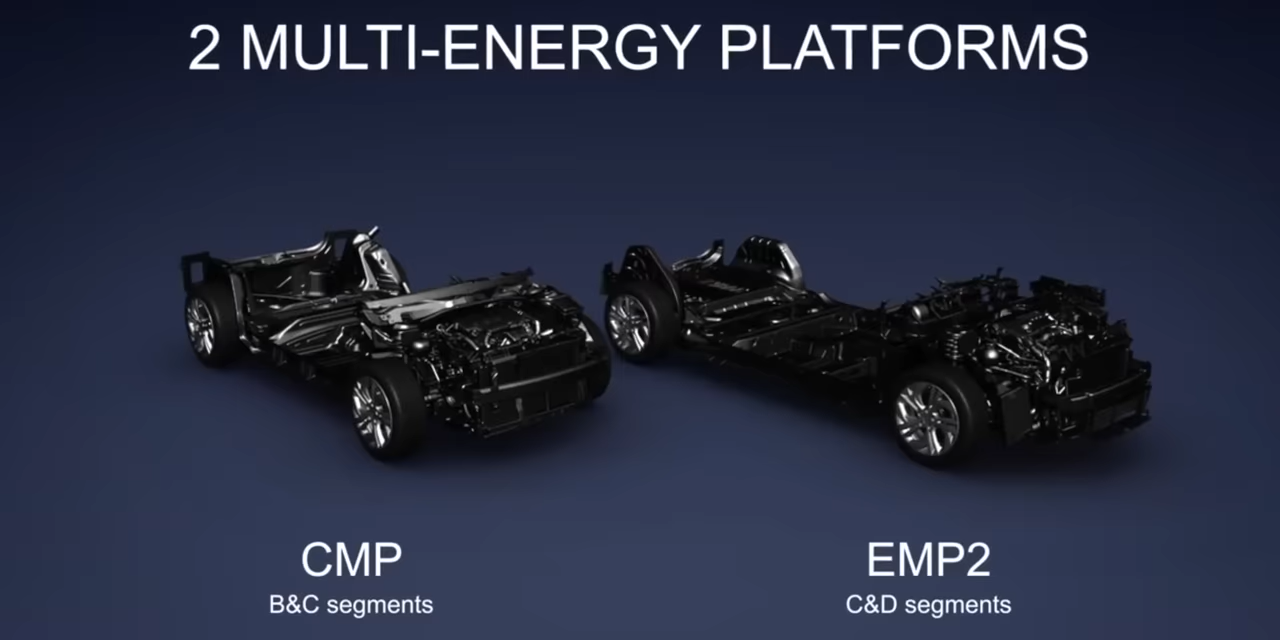 2 MULTI-ENERGY PLATFORMS
CMP
B&C segments
EMP2
C&D segments